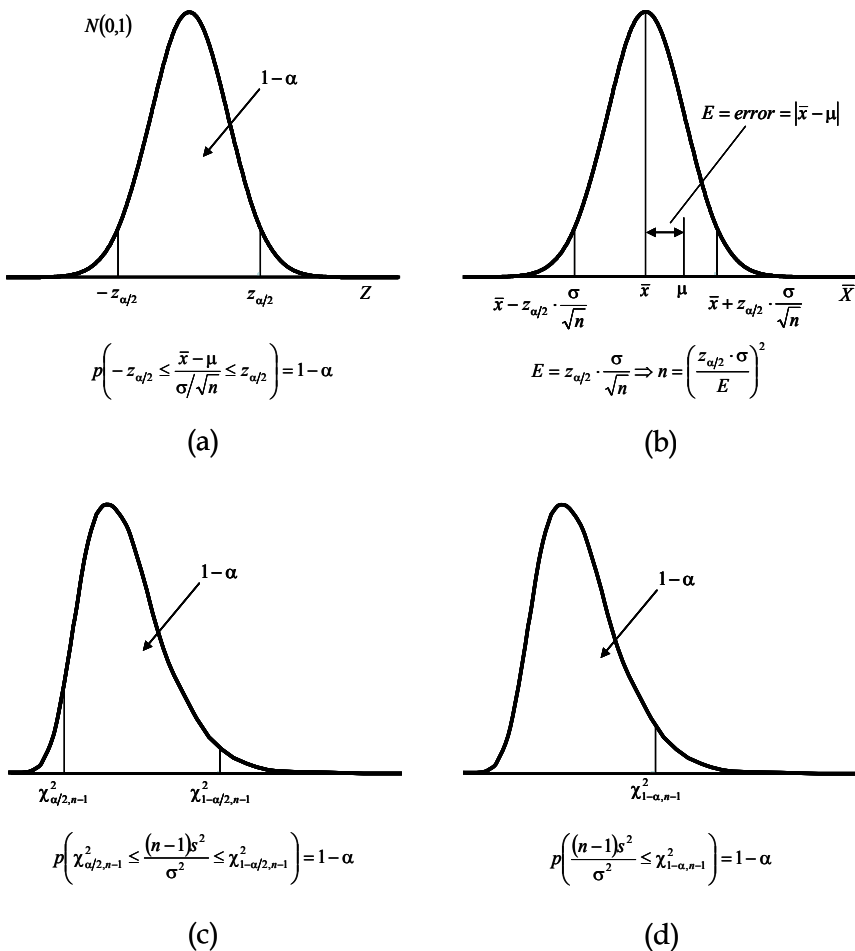 N(0,1)
1−α
−z_{α/2}
z_{α/2}
Z
p(−z_{α/2} ≤ (x̄−μ)/(σ/√n) ≤ z_{α/2}) = 1−α
(a)
E = error = |x̄−μ|
x̄ − z_{α/2} · σ/√n
x̄
μ
x̄ + z_{α/2} · σ/√n
X̄
E = z_{α/2} · σ/√n ⇒ n = (z_{α/2} · σ / E)²
(b)
1−α
χ²_{α/2,n−1}
χ²_{1−α/2,n−1}
p(χ²_{α/2,n−1} ≤ (n−1)s²/σ² ≤ χ²_{1−α/2,n−1}) = 1−α
(c)
1−α
χ²_{1−α,n−1}
p((n−1)s²/σ² ≤ χ²_{1−α,n−1}) = 1−α
(d)